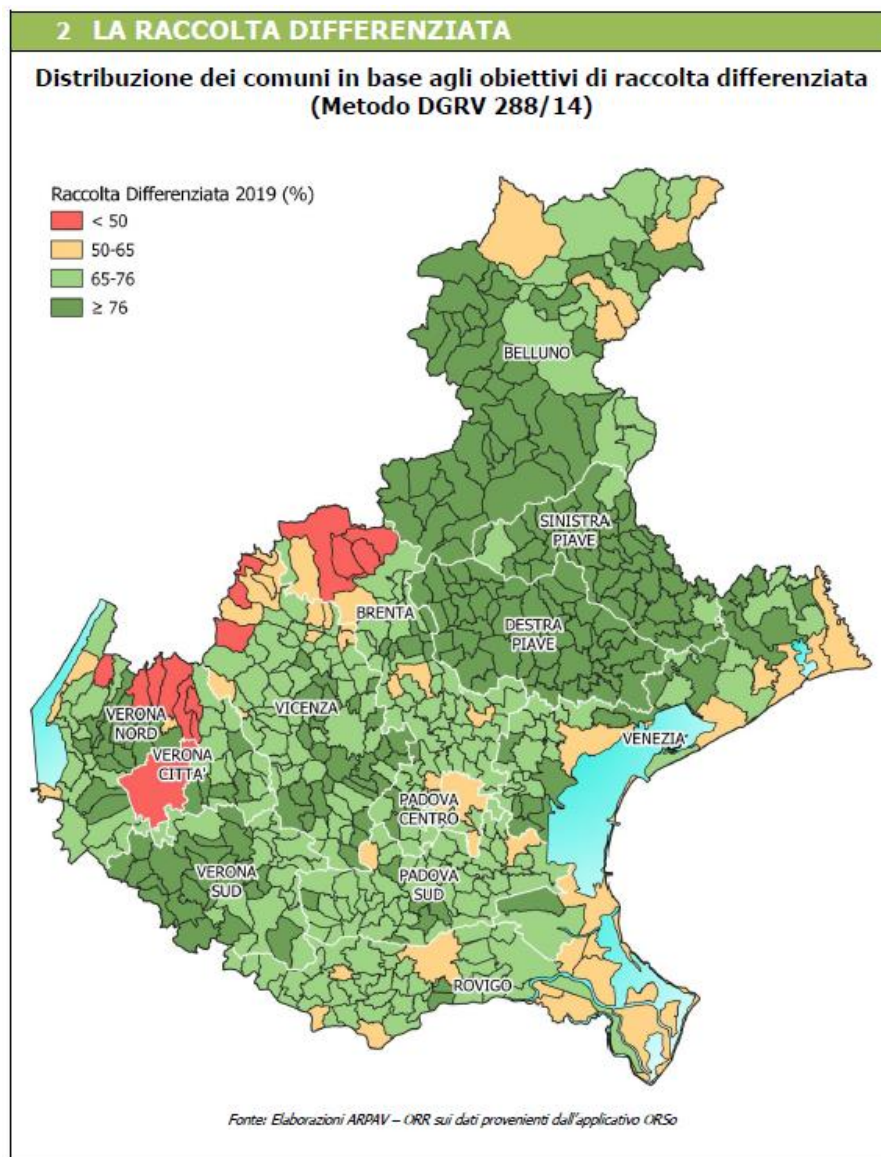 2 LA RACCOLTA DIFFERENZIATA
Distribuzione dei comuni in base agli obiettivi di raccolta differenziata
(Metodo DGRV 288/14)
Raccolta Differenziata 2019 (%)
< 50
50-65
65-76
≥ 76
BELLUNO
SINISTRA
PIAVE
BRENTA
DESTRA
PIAVE
VICENZA
VERONA
NORD
VENEZIA
VERONA
CITTA'
PADOVA
CENTRO
VERONA
SUD
PADOVA
SUD
ROVIGO
Fonte: Elaborazioni ARPAV – ORR sui dati provenienti dall'applicativo ORSo